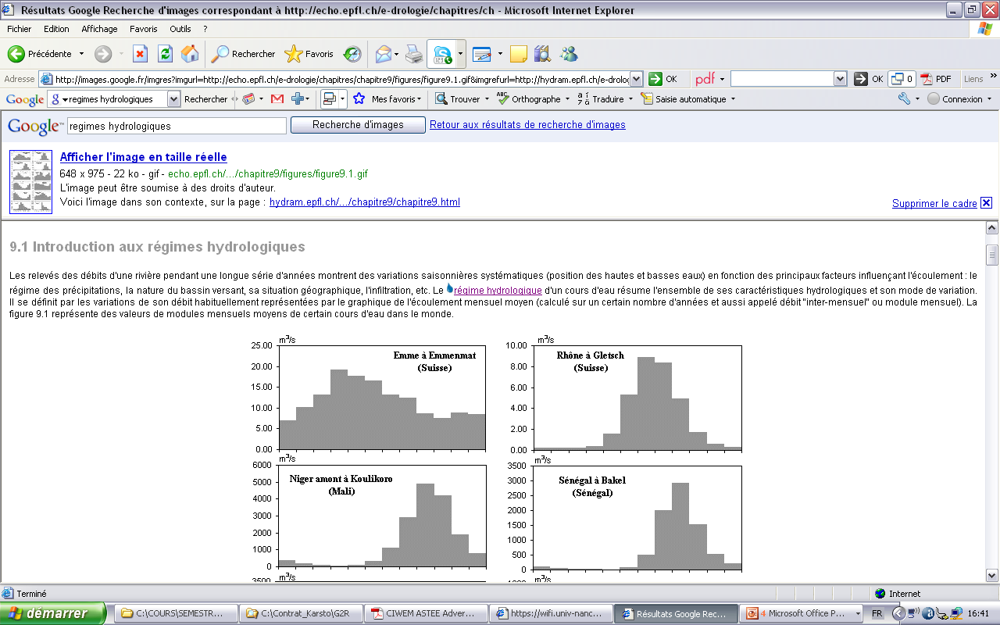 Résultats Google Recherche d'images correspondant à http://echo.epfl.ch/e-drologie/chapitres/ch - Microsoft Internet Explorer
Fichier Edition Affichage Favoris Outils ?
Précédente Rechercher Favoris
Adresse http://images.google.fr/imgres?imgurl=http://echo.epfl.ch/e-drologie/chapitres/chapitre9/figures/figure9.1.gif&imgrefurl=http://hydram.epfl.ch/e-drolog OK pdf OK 0 PDF Liens »
Google g regimes hydrologiques Rechercher Mes favoris Trouver ABC Orthographe Traduire Saisie automatique Connexion
Google™ regimes hydrologiques Recherche d'images Retour aux résultats de recherche d'images
Afficher l'image en taille réelle
648 x 975 - 22 ko - gif - echo.epfl.ch/.../chapitre9/figures/figure9.1.gif
L'image peut être soumise à des droits d'auteur.
Voici l'image dans son contexte, sur la page : hydram.epfl.ch/.../chapitre9/chapitre9.html
Supprimer le cadre
9.1 Introduction aux régimes hydrologiques
Les relevés des débits d'une rivière pendant une longue série d'années montrent des variations saisonnières systématiques (position des hautes et basses eaux) en fonction des principaux facteurs influençant l'écoulement : le
régime des précipitations, la nature du bassin versant, sa situation géographique, l'infiltration, etc. Le régime hydrologique d'un cours d'eau résume l'ensemble de ses caractéristiques hydrologiques et son mode de variation.
Il se définit par les variations de son débit habituellement représentées par le graphique de l'écoulement mensuel moyen (calculé sur un certain nombre d'années et aussi appelé débit "inter-mensuel" ou module mensuel). La
figure 9.1 représente des valeurs de modules mensuels moyens de certain cours d'eau dans le monde.
m³/s
25.00
20.00
15.00
10.00
5.00
0.00
Emme à Emmenmat
(Suisse)
m³/s
10.00
8.00
6.00
4.00
2.00
0.00
Rhône à Gletsch
(Suisse)
m³/s
6000
5000
4000
3000
2000
1000
0
Niger amont à Koulikoro
(Mali)
m³/s
3500
3000
2500
2000
1500
1000
500
0
Sénégal à Bakel
(Sénégal)
3500 m³/s
m³/s
Terminé Internet
démarrer C:\COURS\SEMESTR... C:\Contrat_Karsto\G2R CIWEM ASTEE Adver... https://wifi.univ-nanc... Résultats Google Rec... 4 Microsoft Office P... FR 16:41